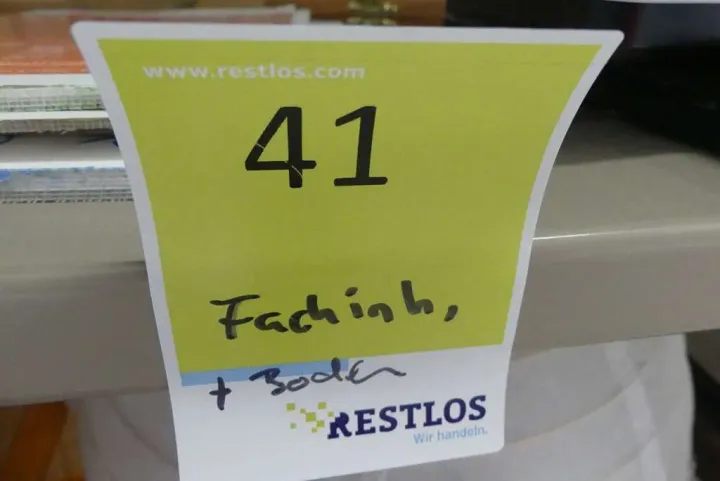 www.restlos.com
41
Fachinh,
+ Boden
RESTLOS
Wir handeln.